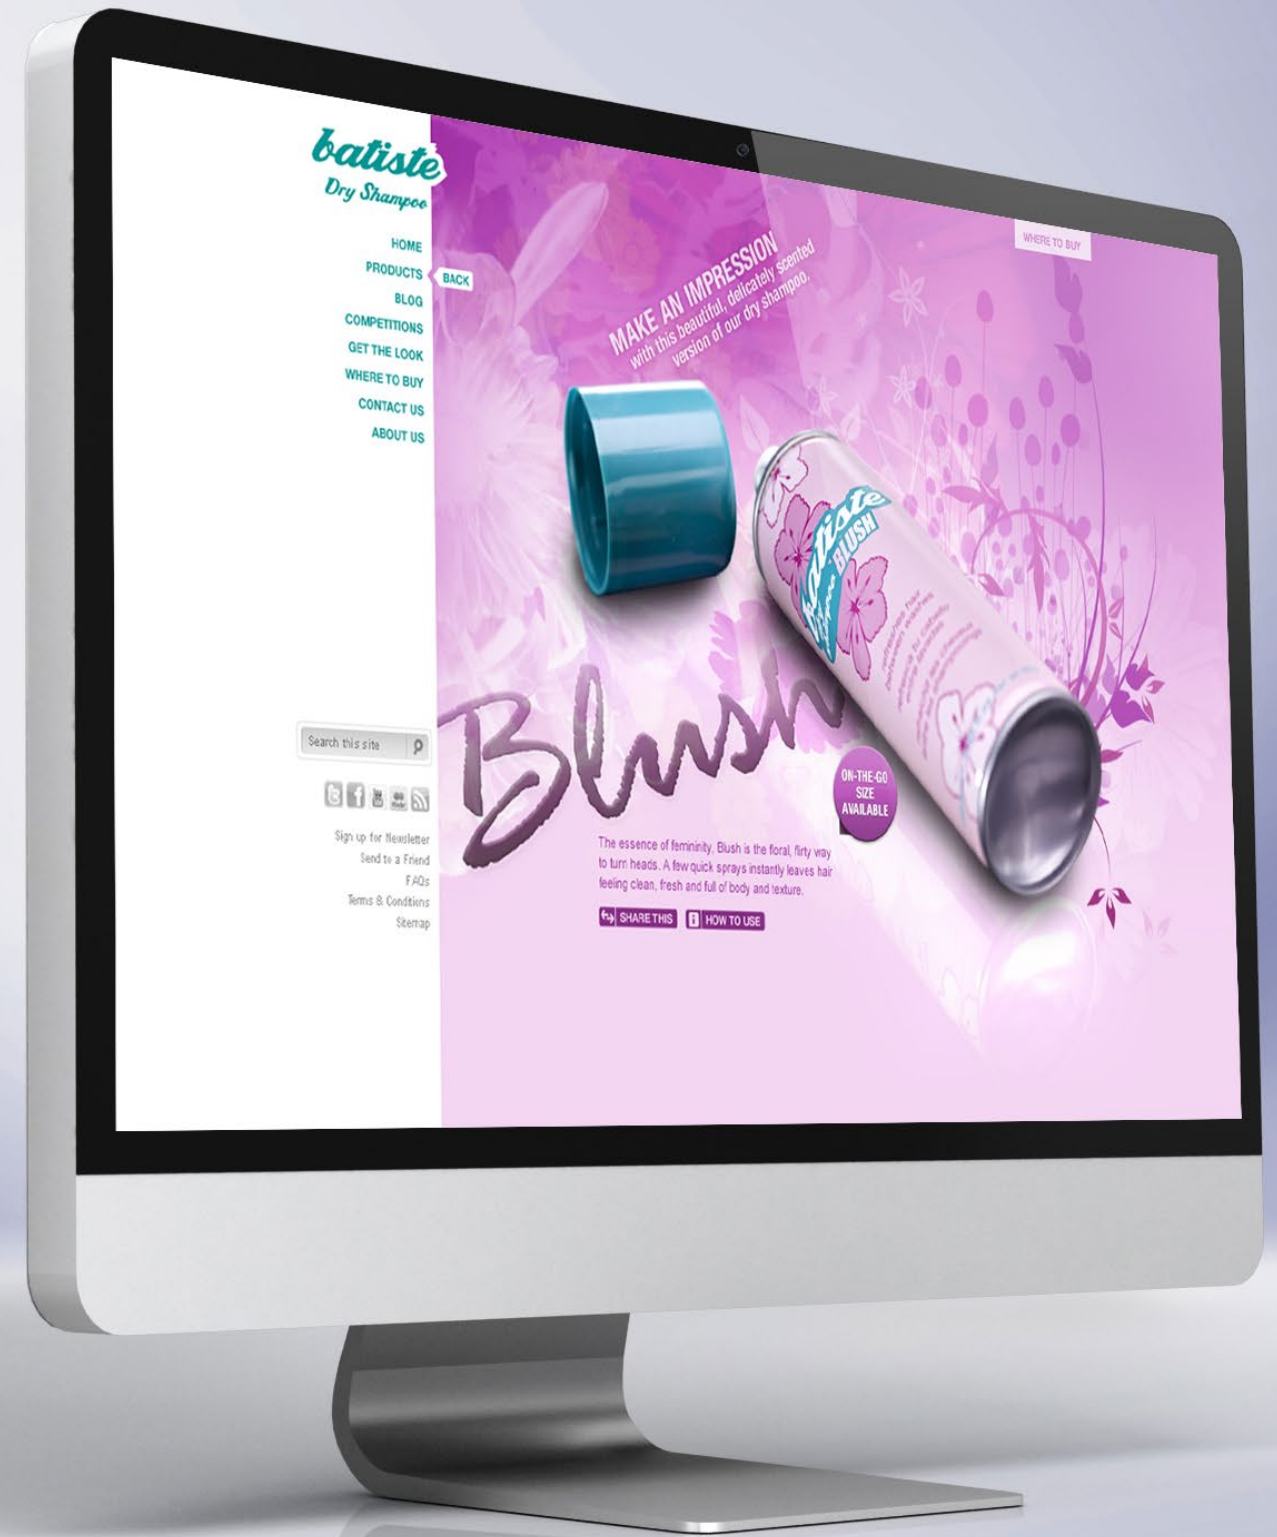 batiste
Dry Shampoo
HOME
PRODUCTS
BACK
BLOG
COMPETITIONS
GET THE LOOK
WHERE TO BUY
CONTACT US
ABOUT US
Search this site
Sign up for Newsletter
Send to a Friend
FAQs
Terms & Conditions
Sitemap
WHERE TO BUY
MAKE AN IMPRESSION
with this beautiful, delicately scented
version of our dry shampoo.
batiste
BLUSH
refreshes hair
between washes
Blush
ON-THE-GO
SIZE
AVAILABLE
The essence of femininity, Blush is the floral, flirty way
to turn heads. A few quick sprays instantly leaves hair
feeling clean, fresh and full of body and texture.
SHARE THIS
HOW TO USE